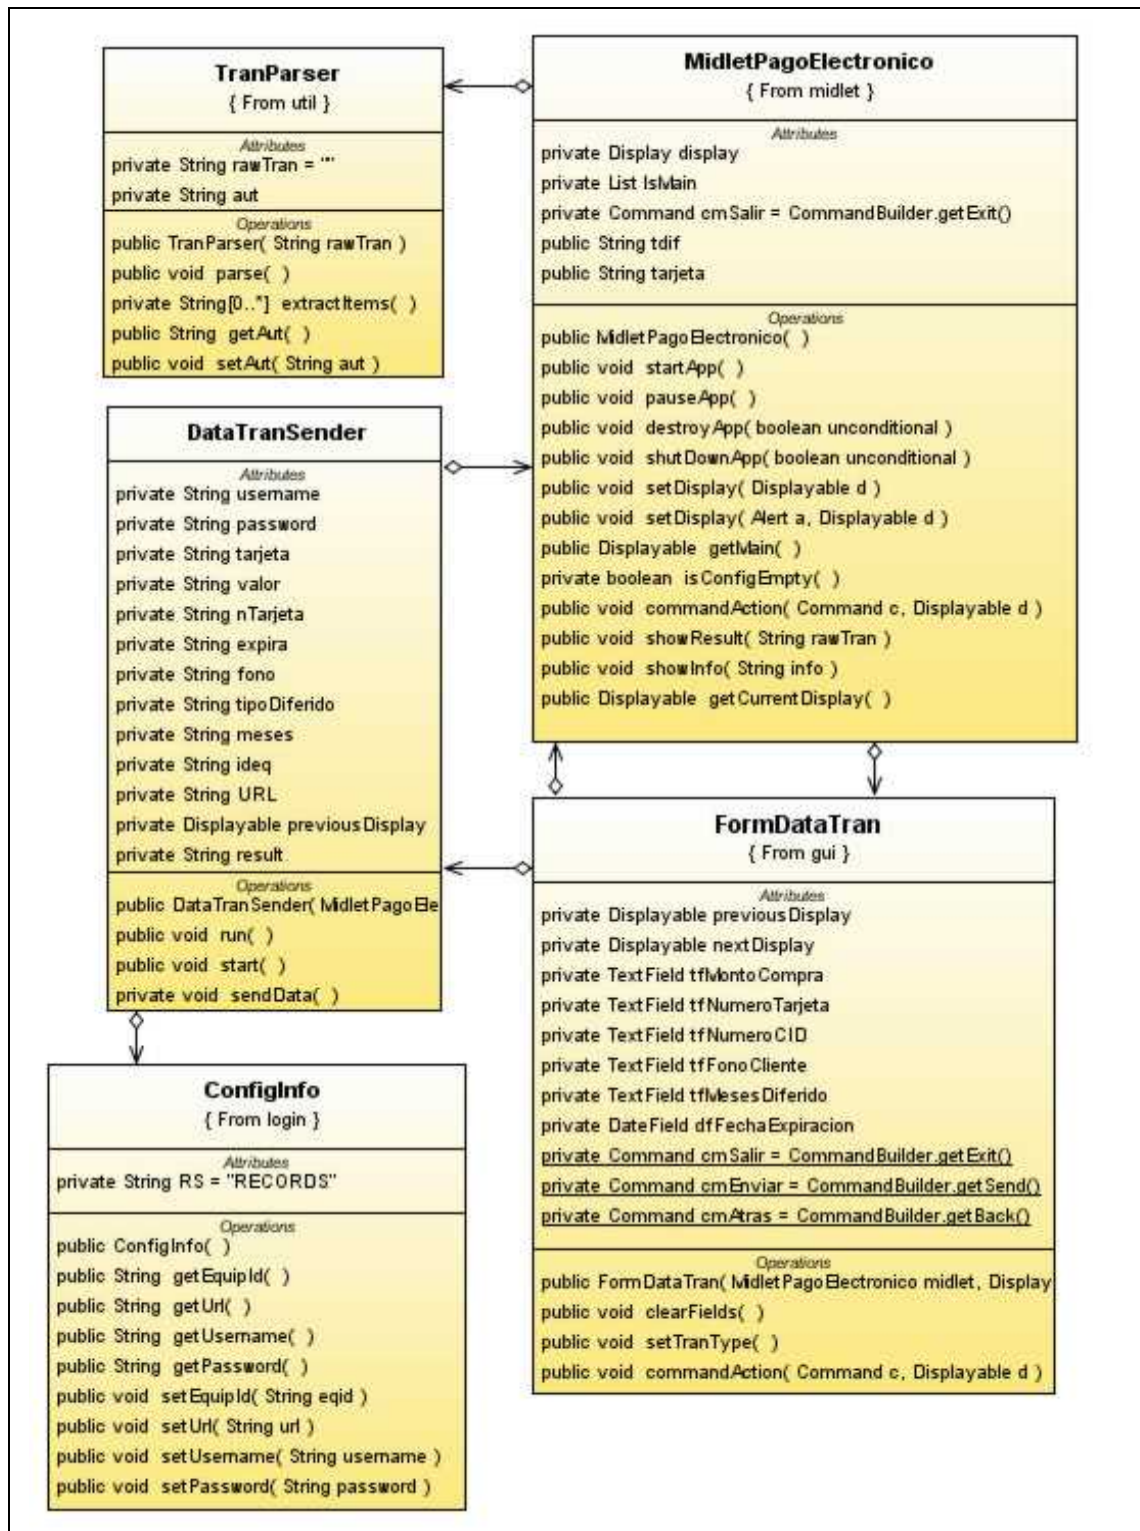 TranParser
{ From util }
Attributes
private String rawTran = ""
private String aut
Operations
public TranParser( String rawTran )
public void parse( )
private String[0..*] extractItems( )
public String getAut( )
public void setAut( String aut )
MidletPagoElectronico
{ From midlet }
Attributes
private Display display
private List lsMain
private Command cmSalir = CommandBuilder.getExit()
public String tdif
public String tarjeta
Operations
public MidletPagoElectronico( )
public void startApp( )
public void pauseApp( )
public void destroyApp( boolean unconditional )
public void shutDownApp( boolean unconditional )
public void setDisplay( Displayable d )
public void setDisplay( Alert a, Displayable d )
public Displayable getMain( )
private boolean isConfigEmpty( )
public void commandAction( Command c, Displayable d )
public void showResult( String rawTran )
public void showInfo( String info )
public Displayable getCurrentDisplay( )
DataTranSender
Attributes
private String username
private String password
private String tarjeta
private String valor
private String nTarjeta
private String expira
private String fono
private String tipoDiferido
private String meses
private String ideq
private String URL
private Displayable previousDisplay
private String result
Operations
public DataTranSender( MidletPagoEle
public void run( )
public void start( )
private void sendData( )
FormDataTran
{ From gui }
Attributes
private Displayable previousDisplay
private Displayable nextDisplay
private TextField tfMontoCompra
private TextField tfNumeroTarjeta
private TextField tfNumeroCID
private TextField tfFonoCliente
private TextField tfMesesDiferido
private DateField dfFechaExpiracion
private Command cmSalir = CommandBuilder.getExit()
private Command cmEnviar = CommandBuilder.getSend()
private Command cmAtras = CommandBuilder.getBack()
Operations
public FormDataTran( MidletPagoElectronico midlet, Display
public void clearFields( )
public void setTranType( )
public void commandAction( Command c, Displayable d )
ConfigInfo
{ From login }
Attributes
private String RS = "RECORDS"
Operations
public ConfigInfo( )
public String getEquipId( )
public String getUrl( )
public String getUsername( )
public String getPassword( )
public void setEquipId( String eqid )
public void setUrl( String url )
public void setUsername( String username )
public void setPassword( String password )